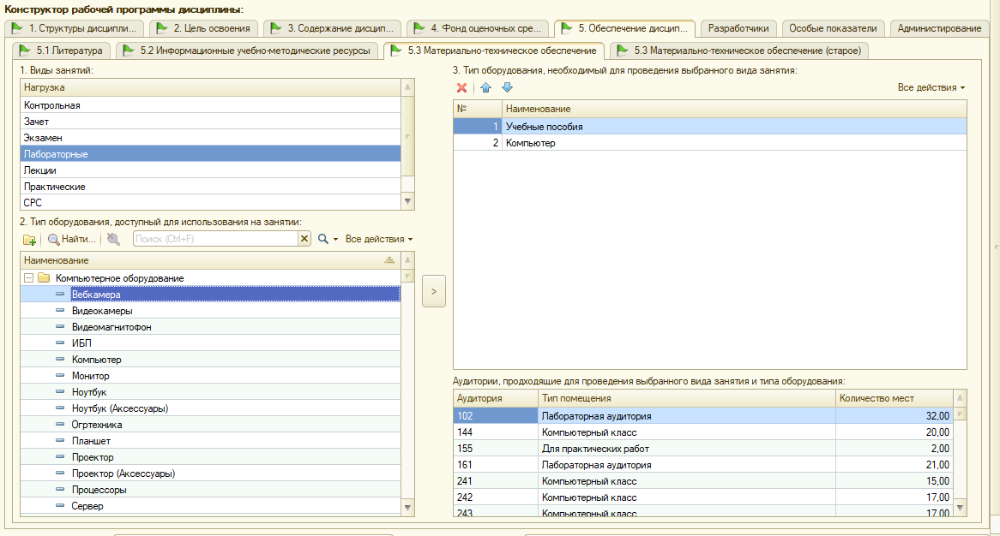 Конструктор рабочей программы дисциплины:
1. Структуры дисципли... 2. Цель освоения 3. Содержание дисцип... 4. Фонд оценочных сре... 5. Обеспечение дисцип... Разработчики Особые показатели Администрирование
5.1 Литература 5.2 Информационные учебно-методические ресурсы 5.3 Материально-техническое обеспечение 5.3 Материально-техническое обеспечение (старое)
1. Виды занятий:
Нагрузка
Контрольная
Зачет
Экзамен
Лабораторные
Лекции
Практические
СРС
2. Тип оборудования, доступный для использования на занятии:
Найти... Поиск (Ctrl+F) Все действия
Наименование
Компьютерное оборудование
Вебкамера
Видеокамеры
Видеомагнитофон
ИБП
Компьютер
Монитор
Ноутбук
Ноутбук (Аксессуары)
Огртехника
Планшет
Проектор
Проектор (Аксессуары)
Процессоры
Сервер
>
3. Тип оборудования, необходимый для проведения выбранного вида занятия:
Все действия
№ Наименование
1 Учебные пособия
2 Компьютер
Аудитории, продходящие для проведения выбранного вида занятия и типа оборудования:
Аудитория Тип помещения Количество мест
102 Лабораторная аудитория 32,00
144 Компьютерный класс 20,00
155 Для практических работ 2,00
161 Лабораторная аудитория 21,00
241 Компьютерный класс 15,00
242 Компьютерный класс 17,00
243 Компьютерный класс 17,00